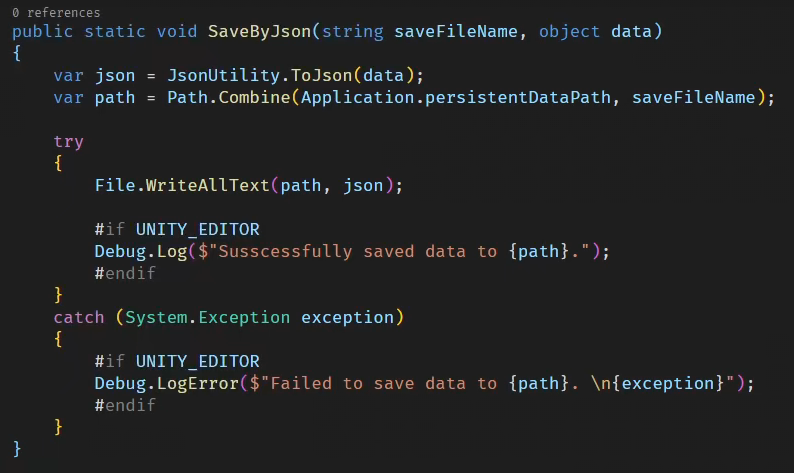 0 references
public static void SaveByJson(string saveFileName, object data)
{
    var json = JsonUtility.ToJson(data);
    var path = Path.Combine(Application.persistentDataPath, saveFileName);

    try
    {
        File.WriteAllText(path, json);

        #if UNITY_EDITOR
        Debug.Log($"Susscessfully saved data to {path}.");
        #endif
    }
    catch (System.Exception exception)
    {
        #if UNITY_EDITOR
        Debug.LogError($"Failed to save data to {path}. \n{exception}");
        #endif
    }
}